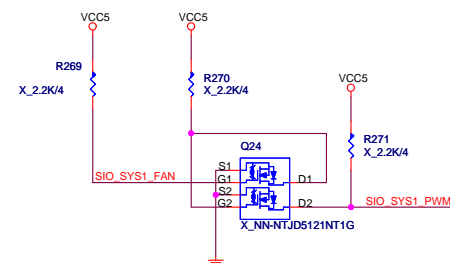 VCC5
VCC5
R269
X_2.2K/4
R270
X_2.2K/4
VCC5
R271
X_2.2K/4
Q24
S1
G1
D1
SIO_SYS1_FAN
S2
G2
D2
SIO_SYS1_PWM
X_NN-NTJD5121NT1G